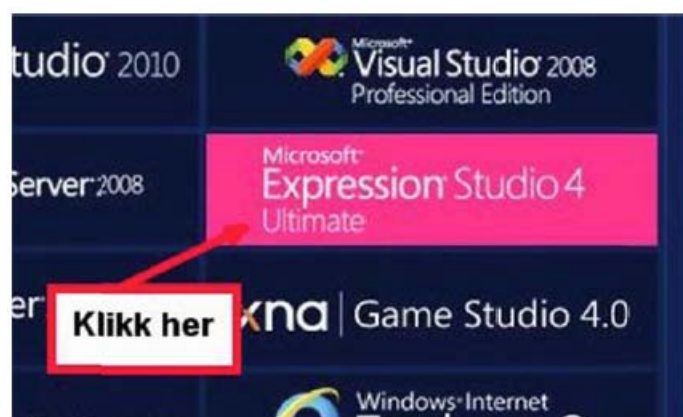 tudio 2010
Microsoft
Visual Studio 2008
Professional Edition
Server 2008
Microsoft
Expression Studio 4
Ultimate
er
Klikk her
xna Game Studio 4.0
Windows Internet